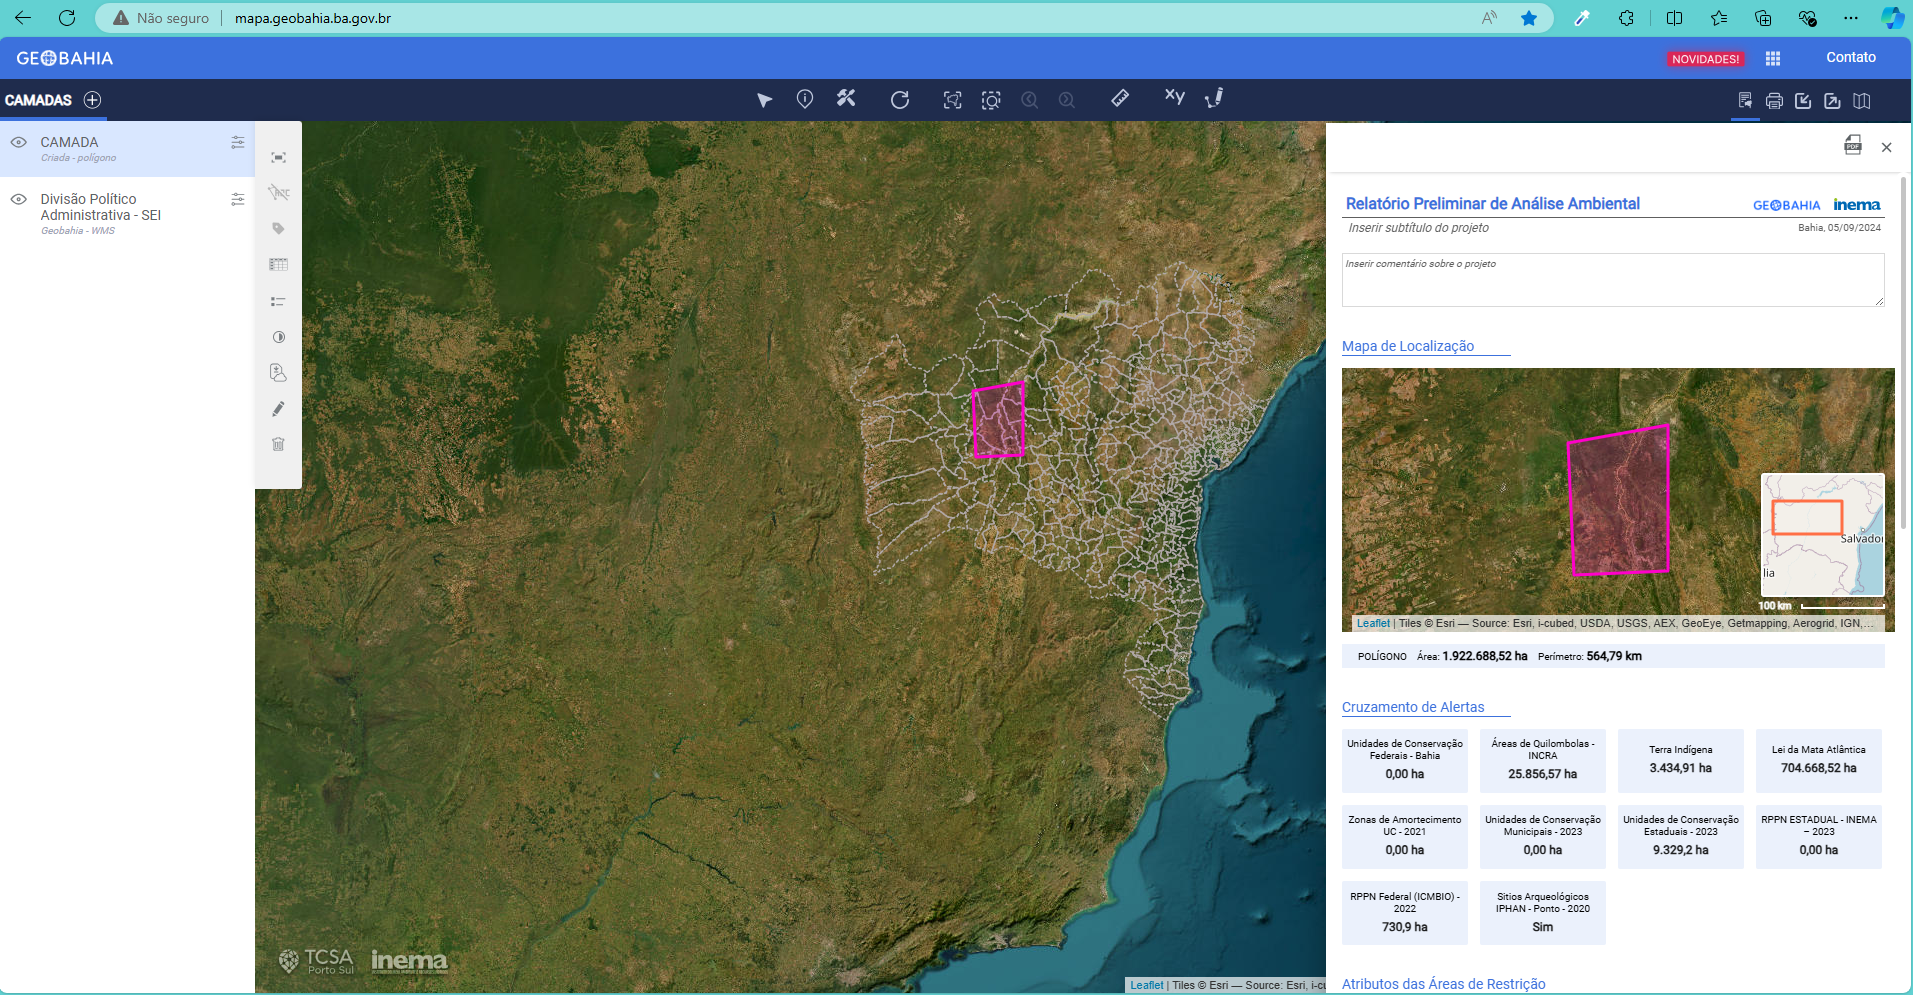 Não seguro
mapa.geobahia.ba.gov.br
GEOBAHIA
NOVIDADES!
Contato
CAMADAS
XY
CAMADA
Criada - polígono
Divisão Político
Administrativa - SEI
Geobahia - WMS
PDF
Relatório Preliminar de Análise Ambiental
GEOBAHIA inema
Inserir subtítulo do projeto
Bahia, 05/09/2024
Inserir comentário sobre o projeto
Mapa de Localização
Salvador
lia
100 km
Leaflet | Tiles © Esri — Source: Esri, i-cubed, USDA, USGS, AEX, GeoEye, Getmapping, Aerogrid, IGN,...
POLÍGONO Área: 1.922.688,52 ha Perímetro: 564,79 km
Cruzamento de Alertas
Unidades de Conservação
Federais - Bahia
0,00 ha
Áreas de Quilombolas -
INCRA
25.856,57 ha
Terra Indígena
3.434,91 ha
Lei da Mata Atlântica
704.668,52 ha
Zonas de Amortecimento
UC - 2021
0,00 ha
Unidades de Conservação
Municipais - 2023
0,00 ha
Unidades de Conservação
Estaduais - 2023
9.329,2 ha
RPPN ESTADUAL - INEMA
– 2023
0,00 ha
RPPN Federal (ICMBIO) -
2022
730,9 ha
Sitios Arqueológicos
IPHAN - Ponto - 2020
Sim
Atributos das Áreas de Restrição
TCSA
Porto Sul
inema
Leaflet | Tiles © Esri — Source: Esri, i-cu